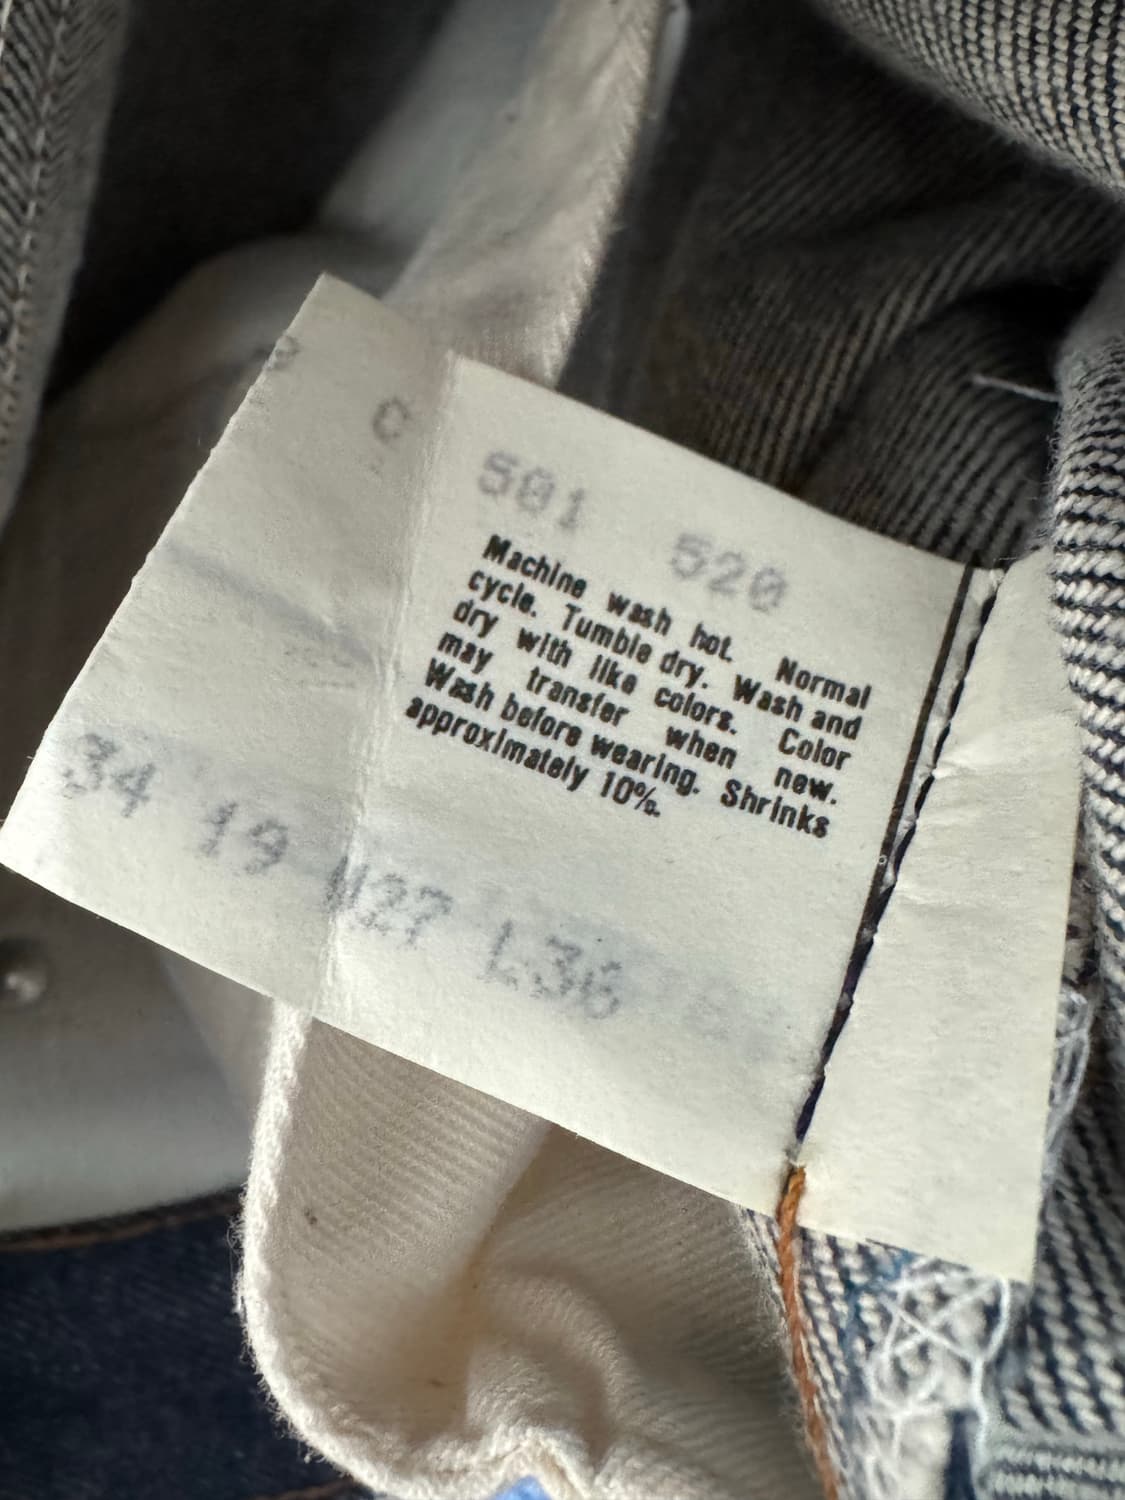 C
501 520
Machine wash hot. Normal
cycle. Tumble dry. Wash and
dry with like colors. Color
may transfer when new.
Wash before wearing. Shrinks
approximately 10%.
34 19 W27 L36